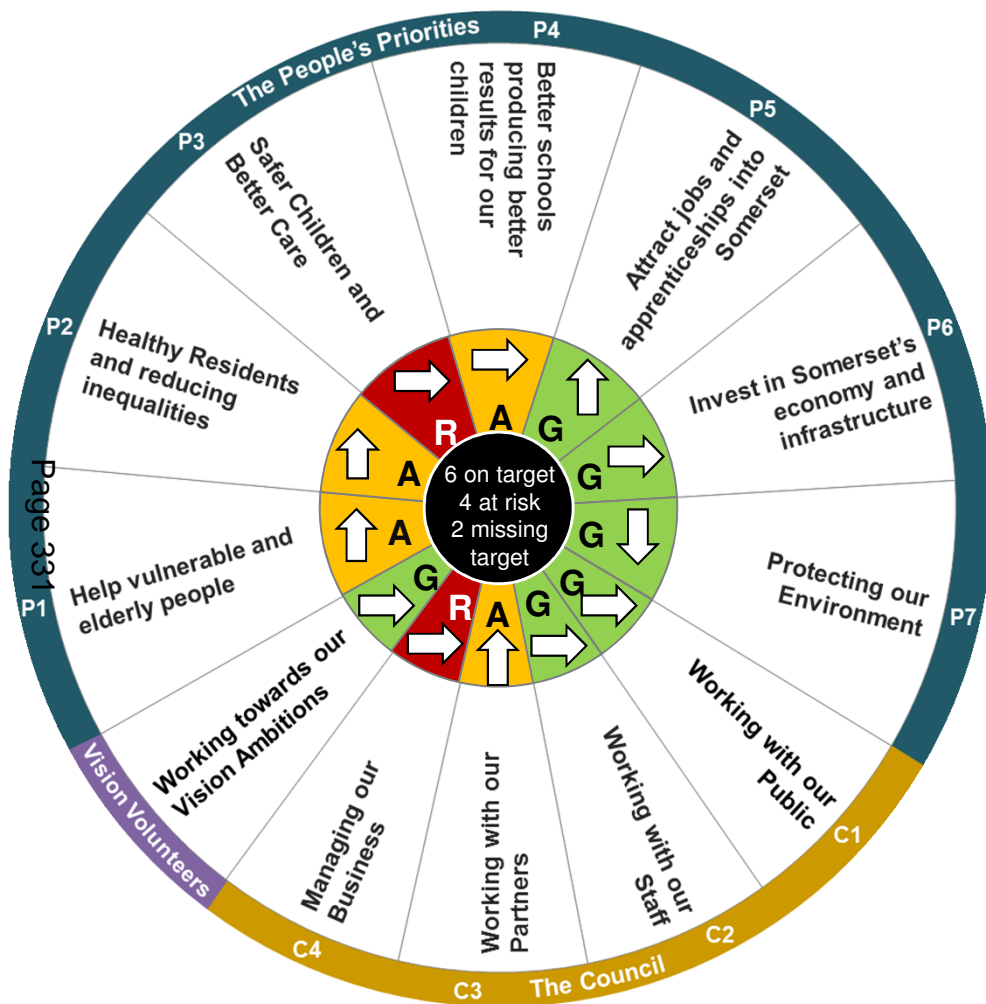 The People's Priorities
P4
Better schools
producing better
results for our
children
P5
Attract jobs and
apprenticeships into
Somerset
P6
Invest in Somerset's
economy and
infrastructure
P7
Protecting our
Environment
C1
Working with our
Public
C2
Working with our
Staff
The Council
C3
Working with our
Partners
C4
Managing our
Business
Vision Volunteers
Working towards our
Vision Ambitions
P1
Help vulnerable and
elderly people
Page 331
P2
Healthy Residents
and reducing
inequalities
P3
Safer Children and
Better Care
A
G
G
G
G
G
A
R
G
A
A
R
6 on target
4 at risk
2 missing
target